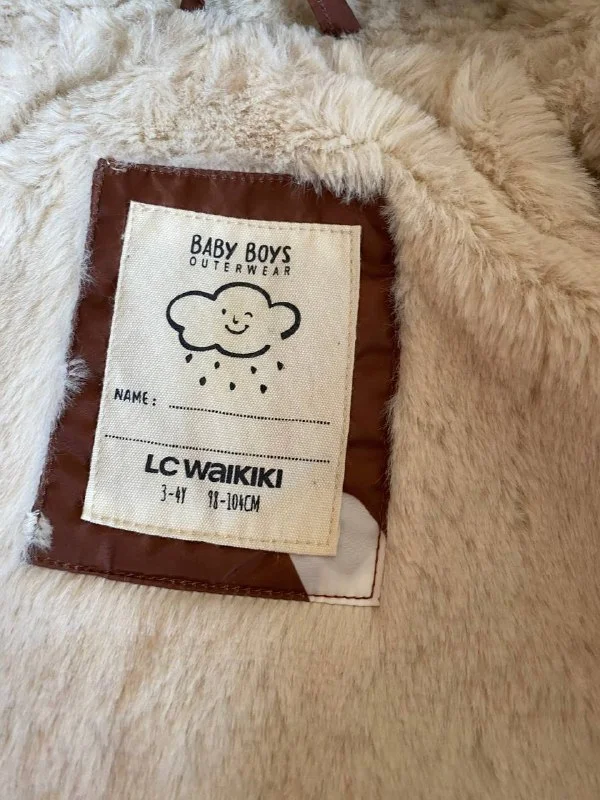 BABY BOYS
OUTERWEAR
NAME:
LC WAIKIKI
3-4Y 98-104CM